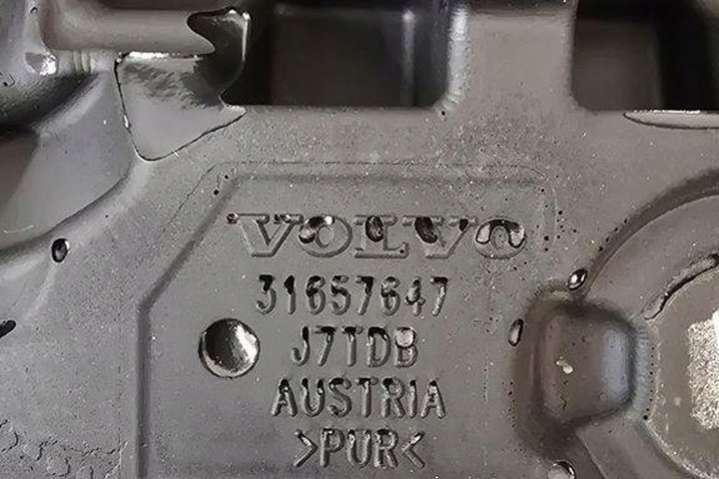 VOLVO
31657647
J7TDB
AUSTRIA
>PUR<